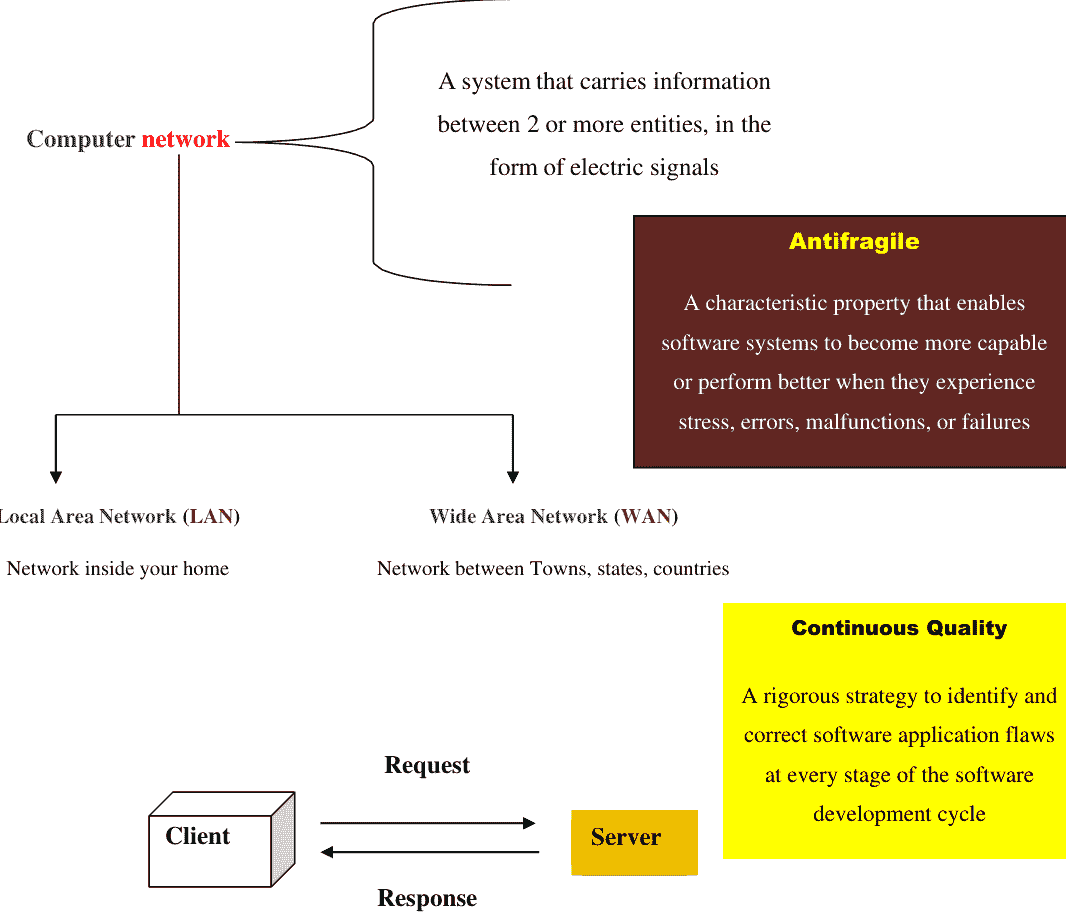 A system that carries information
between 2 or more entities, in the
form of electric signals
Computer network
Antifragile
A characteristic property that enables
software systems to become more capable
or perform better when they experience
stress, errors, malfunctions, or failures
Local Area Network (LAN)
Wide Area Network (WAN)
Network inside your home
Network between Towns, states, countries
Continuous Quality
A rigorous strategy to identify and
correct software application flaws
at every stage of the software
development cycle
Request
Client
Server
Response